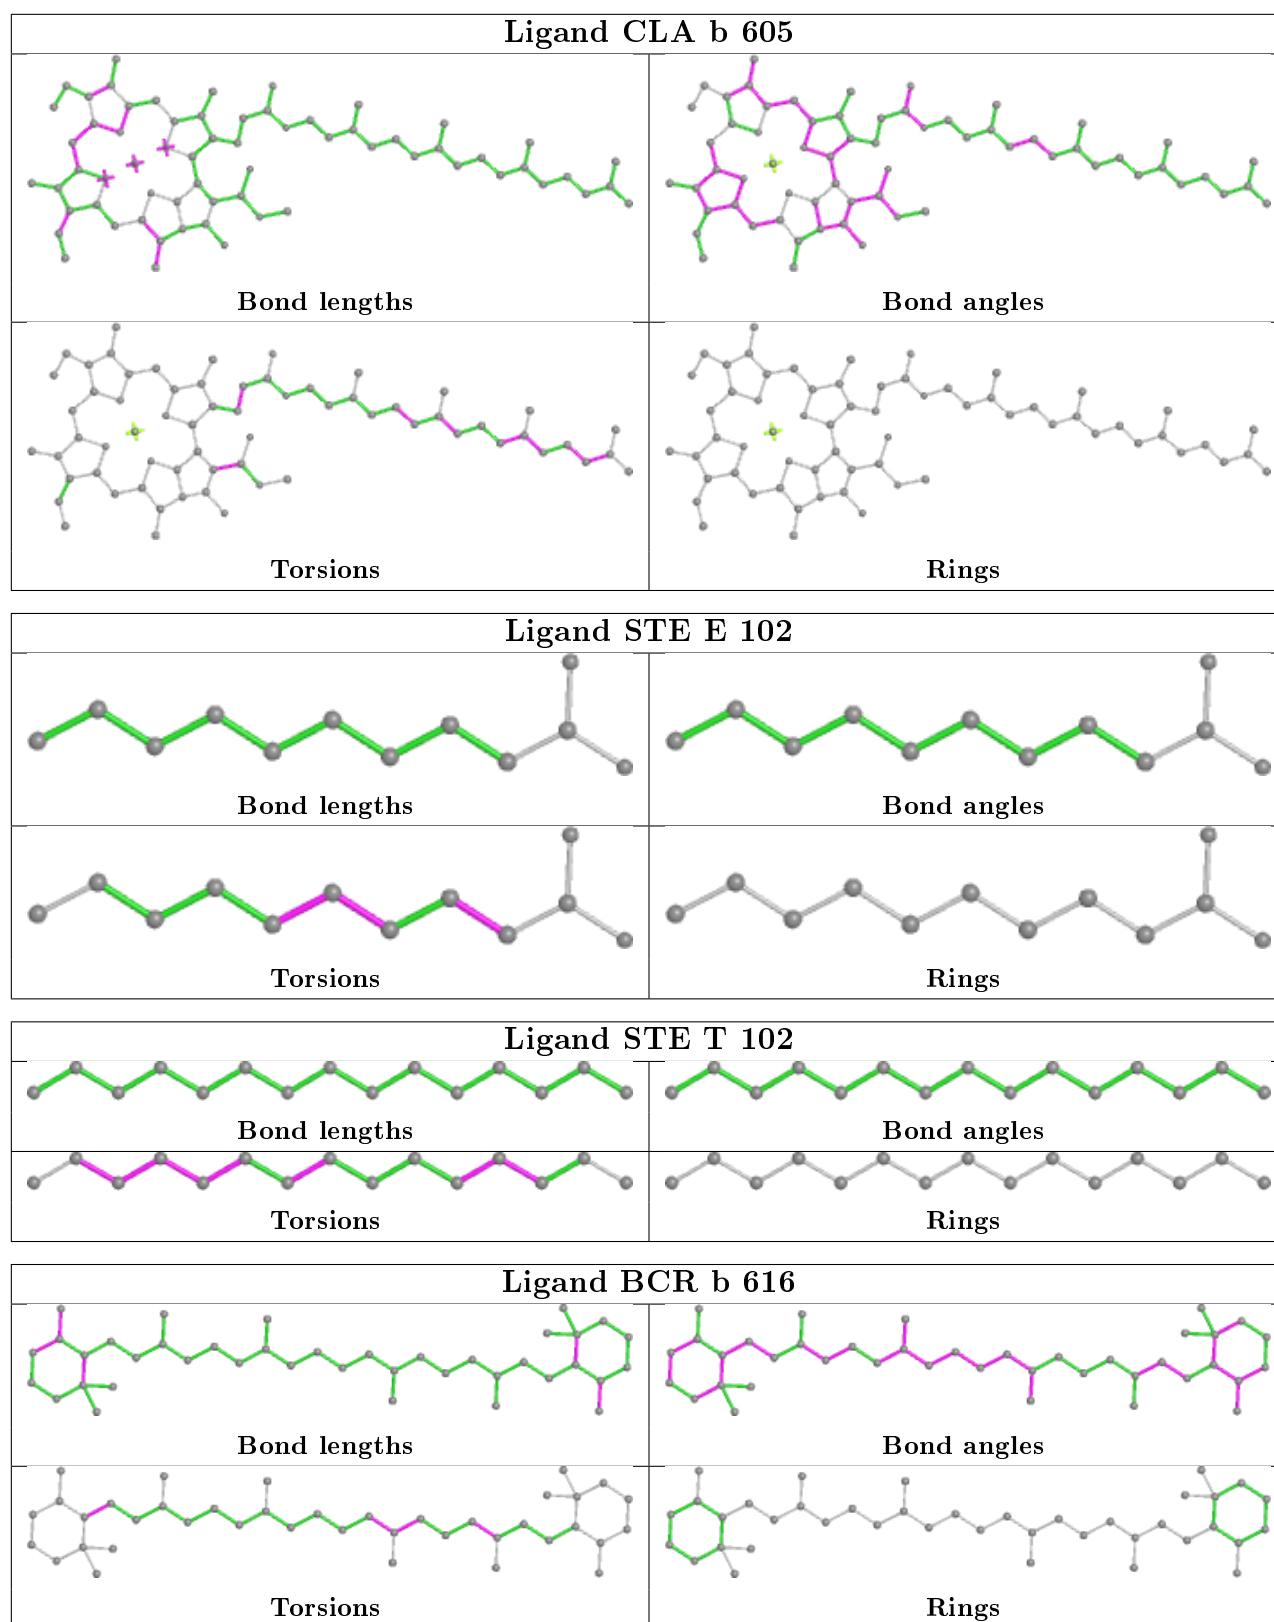 Ligand CLA b 605
Bond lengths
Bond angles
Torsions
Rings
Ligand STE E 102
Bond lengths
Bond angles
Torsions
Rings
Ligand STE T 102
Bond lengths
Bond angles
Torsions
Rings
Ligand BCR b 616
Bond lengths
Bond angles
Torsions
Rings